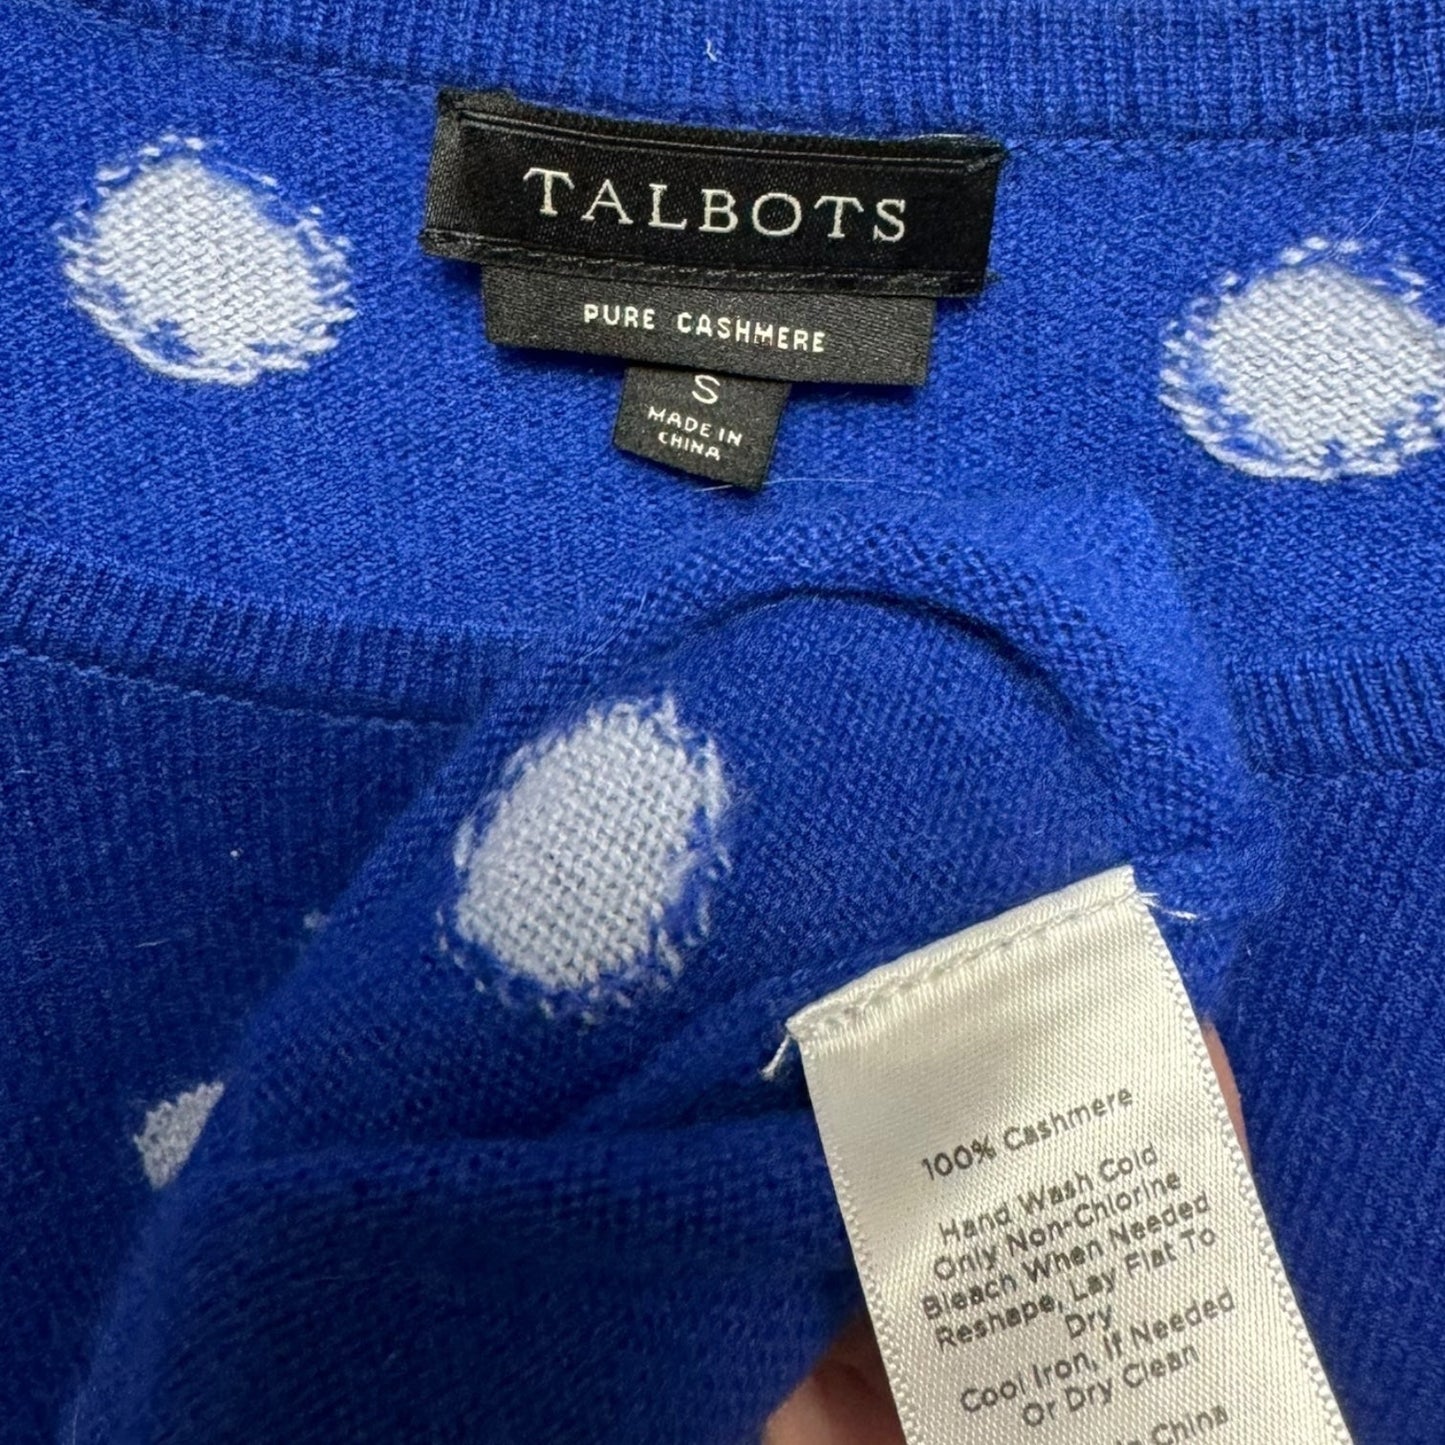 TALBOTS
PURE CASHMERE
S
MADE IN
CHINA
100% Cashmere
Hand Wash Cold
Only Non-Chlorine
Bleach When Needed
Reshape, Lay Flat To
Dry
Cool Iron, If Needed
Or Dry Clean
China